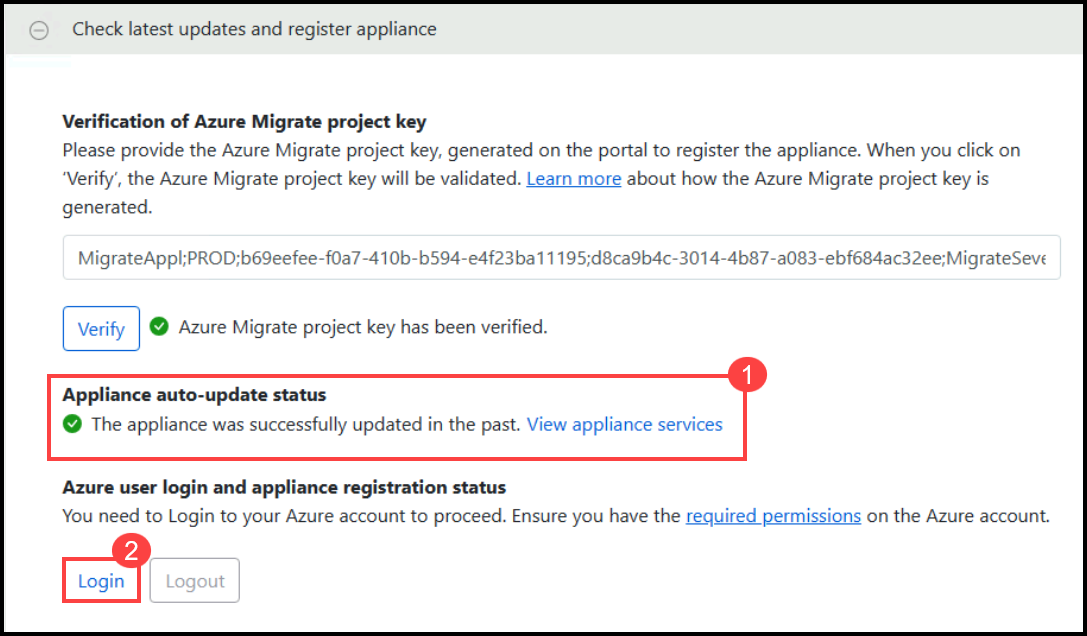 Check latest updates and register appliance
Verification of Azure Migrate project key
Please provide the Azure Migrate project key, generated on the portal to register the appliance. When you click on
‘Verify’, the Azure Migrate project key will be validated. Learn more about how the Azure Migrate project key is
generated.
MigrateAppl;PROD;b69eefee-f0a7-410b-b594-e4f23ba11195;d8ca9b4c-3014-4b87-a083-ebf684ac32ee;MigrateSeve
Verify Azure Migrate project key has been verified.
1
Appliance auto-update status
The appliance was successfully updated in the past. View appliance services
Azure user login and appliance registration status
You need to Login to your Azure account to proceed. Ensure you have the required permissions on the Azure account.
2
Login Logout